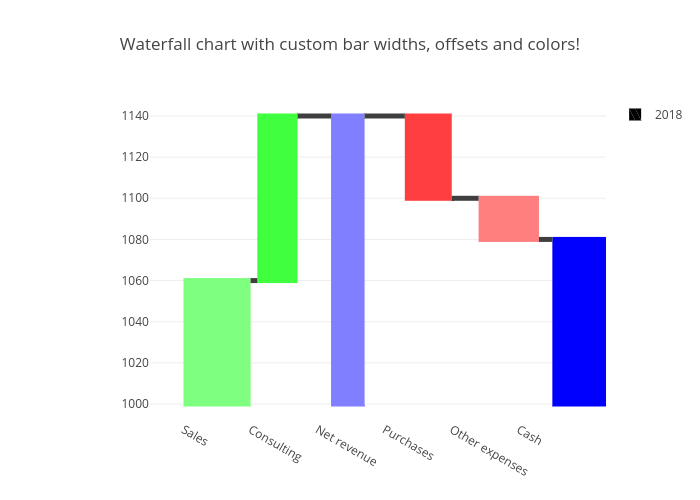 Waterfall chart with custom bar widths, offsets and colors!
2018
1140
1120
1100
1080
1060
1040
1020
1000
Sales
Consulting
Net revenue
Purchases
Other expenses
Cash